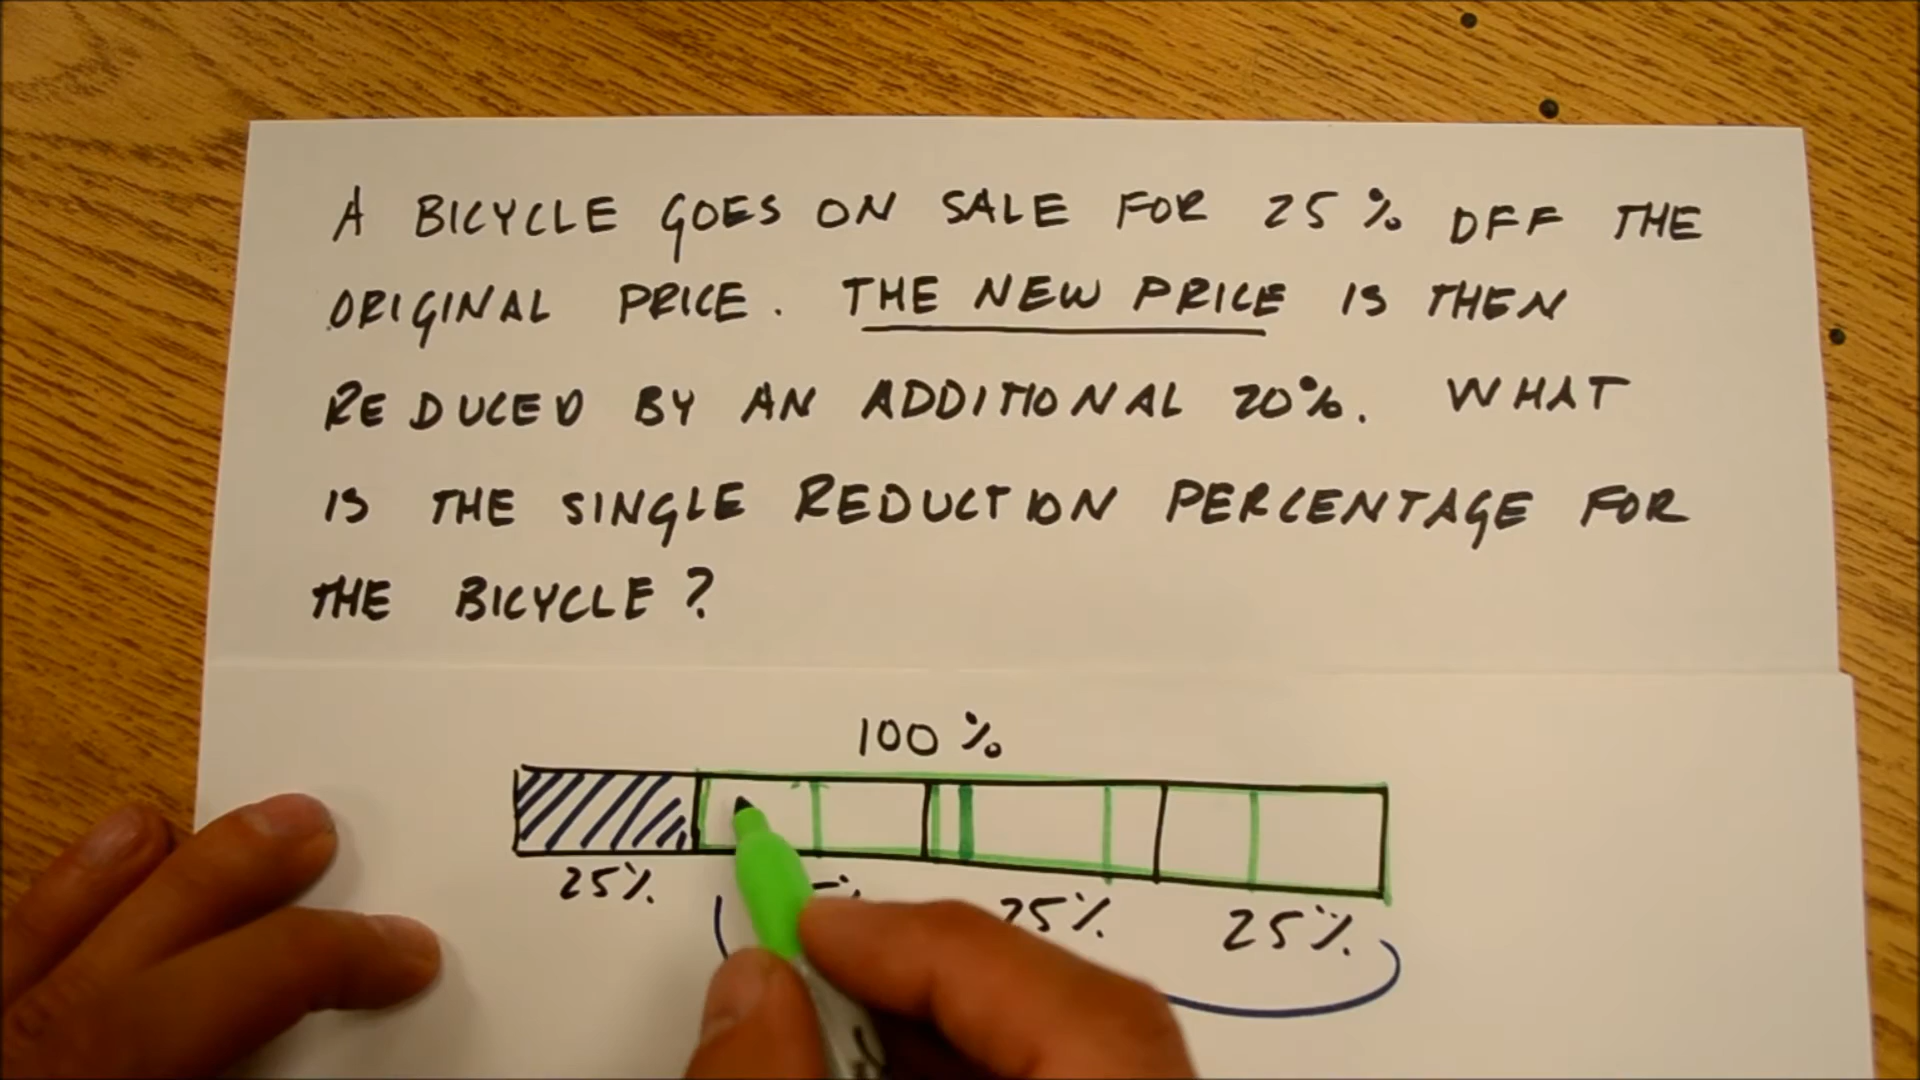 A BICYCLE GOES ON SALE FOR 25% OFF THE
ORIGINAL PRICE. THE NEW PRICE IS THEN
REDUCED BY AN ADDITIONAL 20%. WHAT
IS THE SINGLE REDUCTION PERCENTAGE FOR
THE BICYCLE?
100%
25% 25% 25%